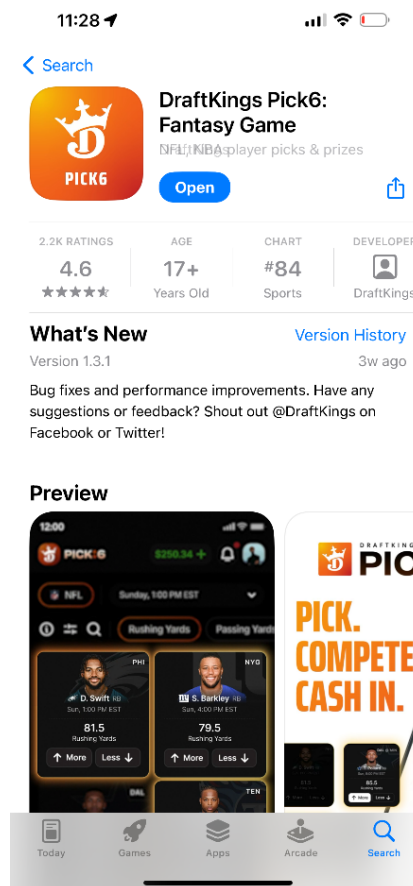 11:28
Search
DraftKings Pick6:
Fantasy Game
NFL, NBA player picks & prizes
PICK6
Open
2.2K RATINGS
AGE
CHART
DEVELOPER
4.6
17+
#84
Years Old
Sports
DraftKings
What's New
Version History
Version 1.3.1
3w ago
Bug fixes and performance improvements. Have any
suggestions or feedback? Shout out @DraftKings on
Facebook or Twitter!
Preview
12:00
PICK6
$250.34 +
NFL
Sunday, 1:00 PM EST
Rushing Yards
Passing Yards
PHI
NYG
D. Swift RB
S. Barkley RB
Sun, 1:00 PM EST
Sun, 4:00 PM EST
81.5
79.5
Rushing Yards
Rushing Yards
More
Less
More
Less
DAL
TEN
DRAFTKING
PIC
PICK.
COMPETE
CASH IN.
Today
Games
Apps
Arcade
Search